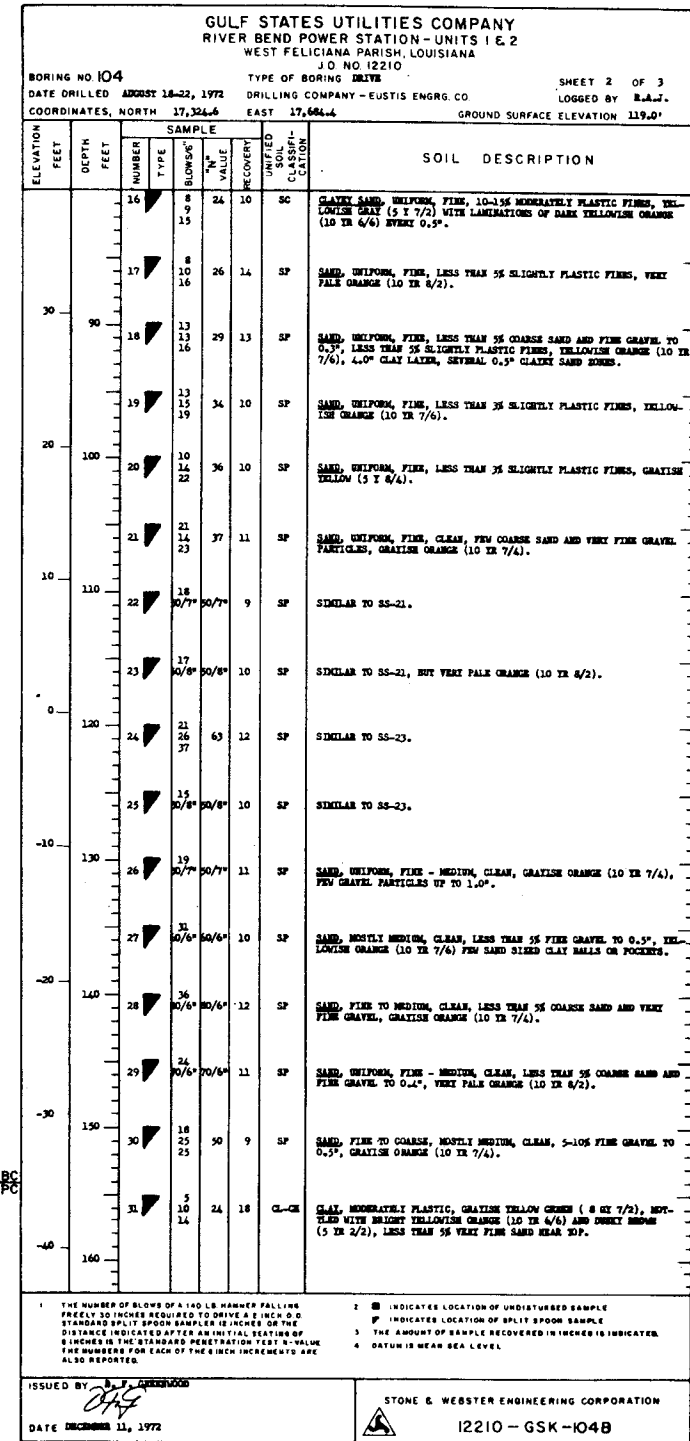 GULF STATES UTILITIES COMPANY
RIVER BEND POWER STATION - UNITS 1 & 2
WEST FELICIANA PARISH, LOUISIANA
J.O. NO. 12210
BORING NO. 104 TYPE OF BORING DRIVE SHEET 2 OF 3
DATE DRILLED AUGUST 18-22, 1972 DRILLING COMPANY - EUSTIS ENGRG. CO. LOGGED BY R.A.J.
COORDINATES, NORTH 17,324.6 EAST 17,684.4 GROUND SURFACE ELEVATION 119.0'
ELEVATION FEET DEPTH FEET SAMPLE NUMBER TYPE BLOWS/6" "N" VALUE RECOVERY UNIFIED SOIL CLASSIFI- CATION SOIL DESCRIPTION
16 8 9 15 24 10 SC CLAYEY SAND, UNIFORM, FINE, 10-15% MODERATELY PLASTIC FINES, YEL-
LOWISH GRAY (5 Y 7/2) WITH LAMINATIONS OF DARK YELLOWISH ORANGE
(10 YR 6/6) EVERY 0.5".
17 8 10 16 26 14 SP SAND, UNIFORM, FINE, LESS THAN 5% SLIGHTLY PLASTIC FINES, VERY
PALE ORANGE (10 YR 8/2).
30 90
18 13 13 16 29 13 SP SAND, UNIFORM, FINE, LESS THAN 5% COARSE SAND AND FINE GRAVEL TO
0.3", LESS THAN 5% SLIGHTLY PLASTIC FINES, YELLOWISH ORANGE (10 YR
7/6), 4.0" CLAY LAYER, SEVERAL 0.5" CLAYEY SAND ZONES.
19 13 15 19 34 10 SP SAND, UNIFORM, FINE, LESS THAN 3% SLIGHTLY PLASTIC FINES, YELLOW-
ISH ORANGE (10 YR 7/6).
20 100
20 10 14 22 36 10 SP SAND, UNIFORM, FINE, LESS THAN 3% SLIGHTLY PLASTIC FINES, GRAYISH
YELLOW (5 Y 8/4).
21 21 14 23 37 11 SP SAND, UNIFORM, FINE, CLEAN, FEW COARSE SAND AND VERY FINE GRAVEL
PARTICLES, GRAYISH ORANGE (10 YR 7/4).
10 110
22 18 50/7" 50/7" 9 SP SIMILAR TO SS-21.
23 17 50/8" 10 SP SIMILAR TO SS-21, BUT VERY PALE ORANGE (10 YR 8/2).
0 120
24 21 26 37 63 12 SP SIMILAR TO SS-23.
25 15 50/8" 50/8" 10 SP SIMILAR TO SS-23.
-10 130
26 19 50/7" 50/7" 11 SP SAND, UNIFORM, FINE - MEDIUM, CLEAN, GRAYISH ORANGE (10 YR 7/4),
FEW GRAVEL PARTICLES UP TO 1.0".
27 31 60/6" 60/6" 10 SP SAND, MOSTLY MEDIUM, CLEAN, LESS THAN 5% FINE GRAVEL TO 0.5", YEL-
LOWISH ORANGE (10 YR 7/6) FEW SAND SIZED CLAY BALLS OR POCKETS.
-20 140
28 36 80/6" 80/6" 12 SP SAND, FINE TO MEDIUM, CLEAN, LESS THAN 5% COARSE SAND AND VERY
FINE GRAVEL, GRAYISH ORANGE (10 YR 7/4).
29 24 70/6" 70/6" 11 SP SAND, UNIFORM, FINE - MEDIUM, CLEAN, LESS THAN 5% COARSE SAND AND
FINE GRAVEL TO 0.4", VERY PALE ORANGE (10 YR 8/2).
-30 150
30 18 25 25 50 9 SP SAND, FINE TO COARSE, MOSTLY MEDIUM, CLEAN, 5-10% FINE GRAVEL TO
0.5", GRAYISH ORANGE (10 YR 7/4).
BC
PC
31 5 10 14 24 18 CL-CH CLAY, MODERATELY PLASTIC, GRAYISH YELLOW GREEN ( 8 GY 7/2), MOT-
TLED WITH BRIGHT YELLOWISH ORANGE (10 YR 6/6) AND DUSKY BROWN
(5 YR 2/2), LESS THAN 5% VERY FINE SAND NEAR TOP.
-40 160
1 THE NUMBER OF BLOWS OF A 140 LB HAMMER FALLING
FREELY 30 INCHES REQUIRED TO DRIVE A 2 INCH O.D.
STANDARD SPLIT SPOON SAMPLER 12 INCHES OR THE
DISTANCE INDICATED AFTER AN INITIAL SEATING OF
6 INCHES IS THE STANDARD PENETRATION TEST N-VALUE
THE NUMBERS FOR EACH OF THE 6 INCH INCREMENTS ARE
ALSO REPORTED.
2 INDICATES LOCATION OF UNDISTURBED SAMPLE
INDICATES LOCATION OF SPLIT SPOON SAMPLE
3 THE AMOUNT OF SAMPLE RECOVERED IN INCHES IS INDICATED.
4 DATUM IS MEAN SEA LEVEL
ISSUED BY GREENWOOD
DATE DECEMBER 11, 1972
STONE & WEBSTER ENGINEERING CORPORATION
12210 - GSK - 104B